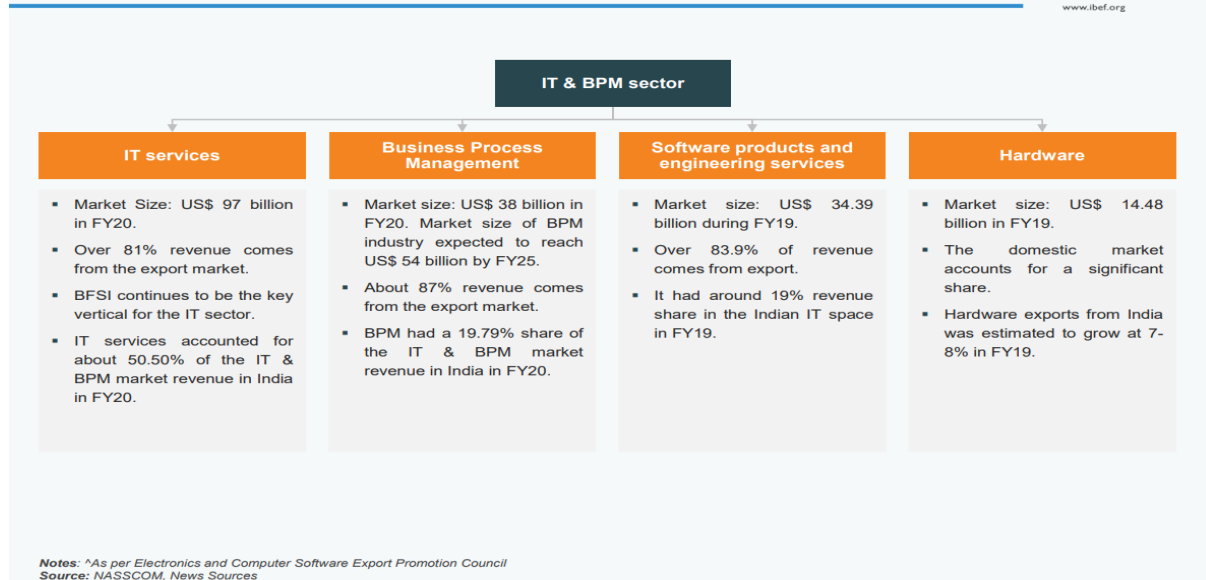 www.ibef.org
IT & BPM sector
IT services
▪ Market Size: US$ 97 billion
in FY20.
▪ Over 81% revenue comes
from the export market.
▪ BFSI continues to be the key
vertical for the IT sector.
▪ IT services accounted for
about 50.50% of the IT &
BPM market revenue in India
in FY20.
Business Process
Management
▪ Market size: US$ 38 billion in
FY20. Market size of BPM
industry expected to reach
US$ 54 billion by FY25.
▪ About 87% revenue comes
from the export market.
▪ BPM had a 19.79% share of
the IT & BPM market
revenue in India in FY20.
Software products and
engineering services
▪ Market size: US$ 34.39
billion during FY19.
▪ Over 83.9% of revenue
comes from export.
▪ It had around 19% revenue
share in the Indian IT space
in FY19.
Hardware
▪ Market size: US$ 14.48
billion in FY19.
▪ The domestic market
accounts for a significant
share.
▪ Hardware exports from India
was estimated to grow at 7-
8% in FY19.
Notes: ^As per Electronics and Computer Software Export Promotion Council
Source: NASSCOM, News Sources